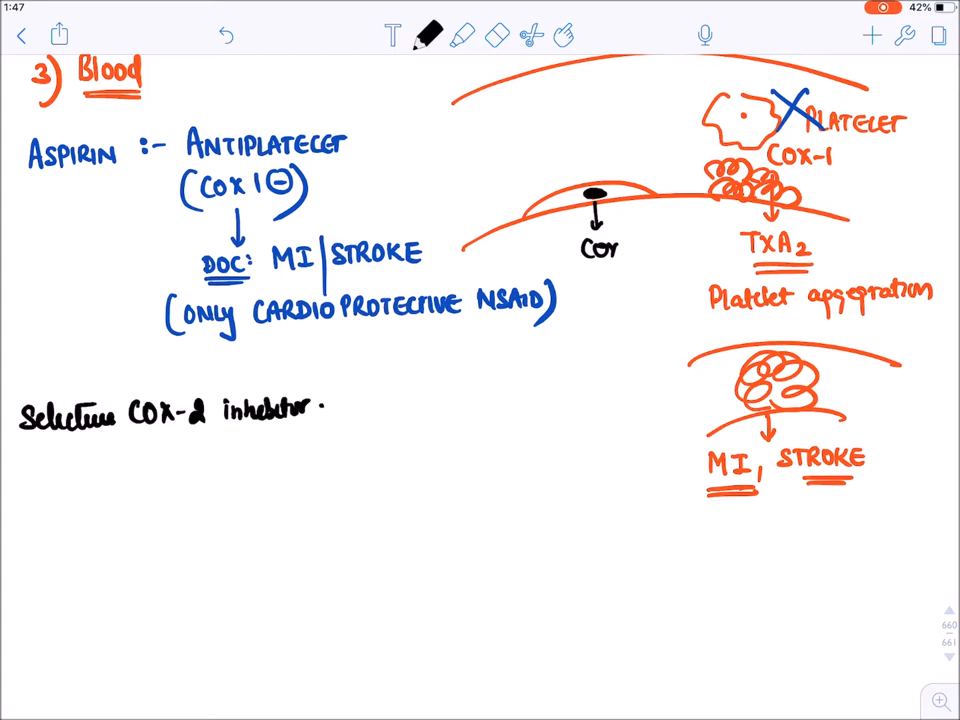 1:47
42%
3) Blood
PLATELET
COX-1
ASPIRIN :- ANTIPLATELET
(COX 1 ⊖)
COX
TXA2
DOC: MI | STROKE
(ONLY CARDIOPROTECTIVE NSAID)
Platelet aggregration
Selective COX-2 inhibitor.
MI, STROKE
660
661